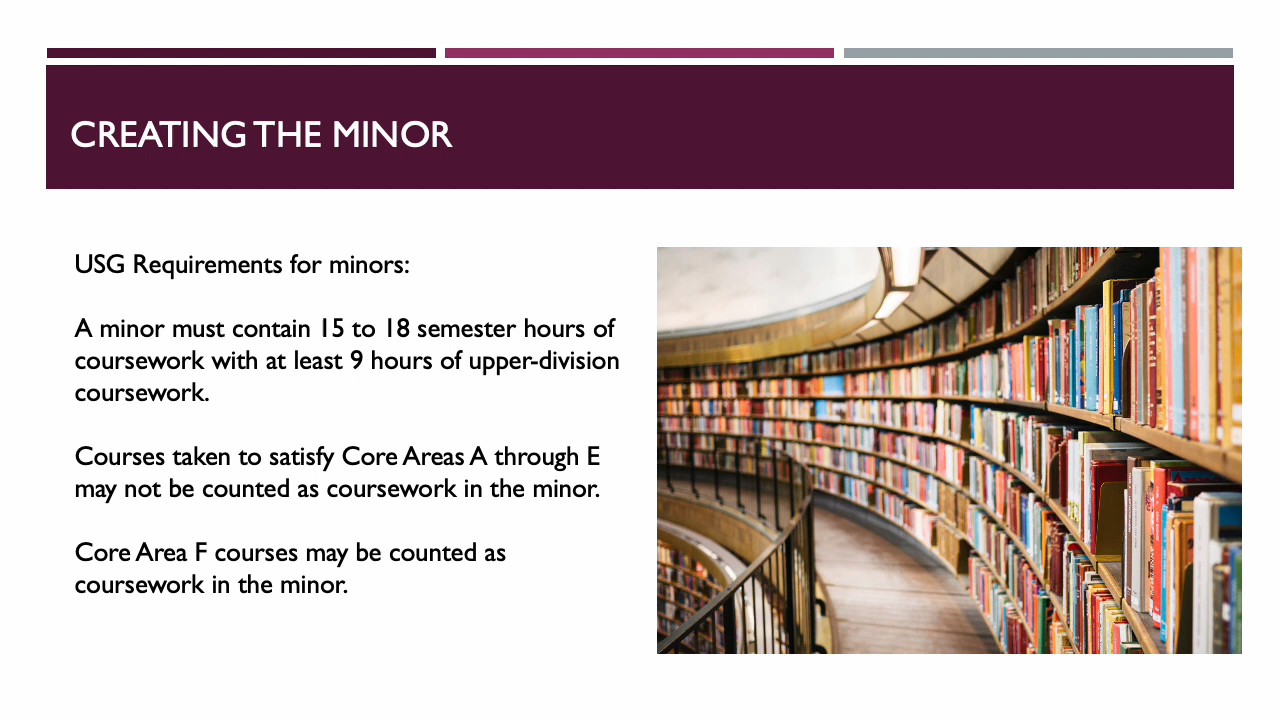 CREATING THE MINOR
USG Requirements for minors:
A minor must contain 15 to 18 semester hours of
coursework with at least 9 hours of upper-division
coursework.
Courses taken to satisfy Core Areas A through E
may not be counted as coursework in the minor.
Core Area F courses may be counted as
coursework in the minor.